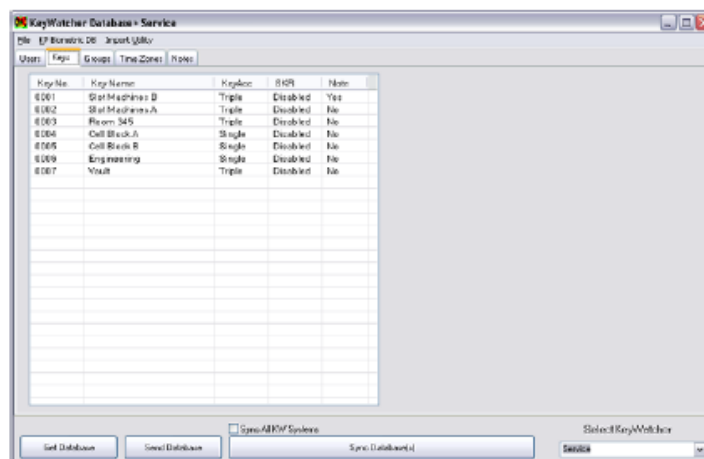 KeyWatcher Database - Service
File KP Biometric DB Import Utility
Users Keys Groups Time Zones Notes
Key No. Key Name KeyAcc SKR Note
0001 Slot Machines B Triple Disabled Yes
0002 Slot Machines A Triple Disabled No
0003 Room 345 Triple Disabled No
0004 Cell Block A Single Disabled No
0005 Cell Block B Single Disabled No
0006 Engineering Single Disabled No
0007 Vault Triple Disabled No
Sync All KW Systems
Select KeyWatcher
Get Database Send Database Sync Database(s) Service